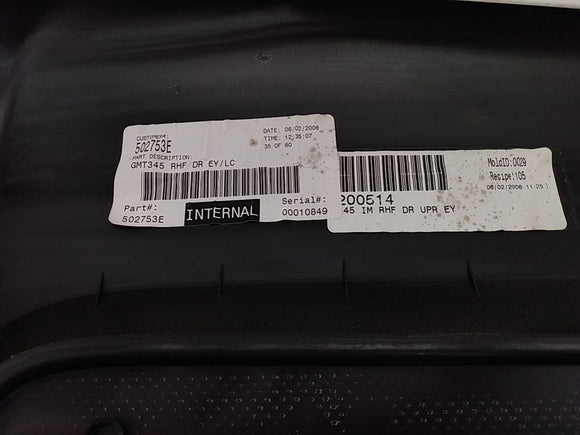 CUSTOMER#:
502753E
PART DESCRIPTION:
GMT345 RHF DR EY/LC
DATE: 06/02/2006
TIME: 12:35:07
35 OF 60
Part#:
502753E
INTERNAL
Serial#:
00010849
200514
345 IM RHF DR UPR EY
MoldID:0029
Recipe:105
06/02/2006 11:25